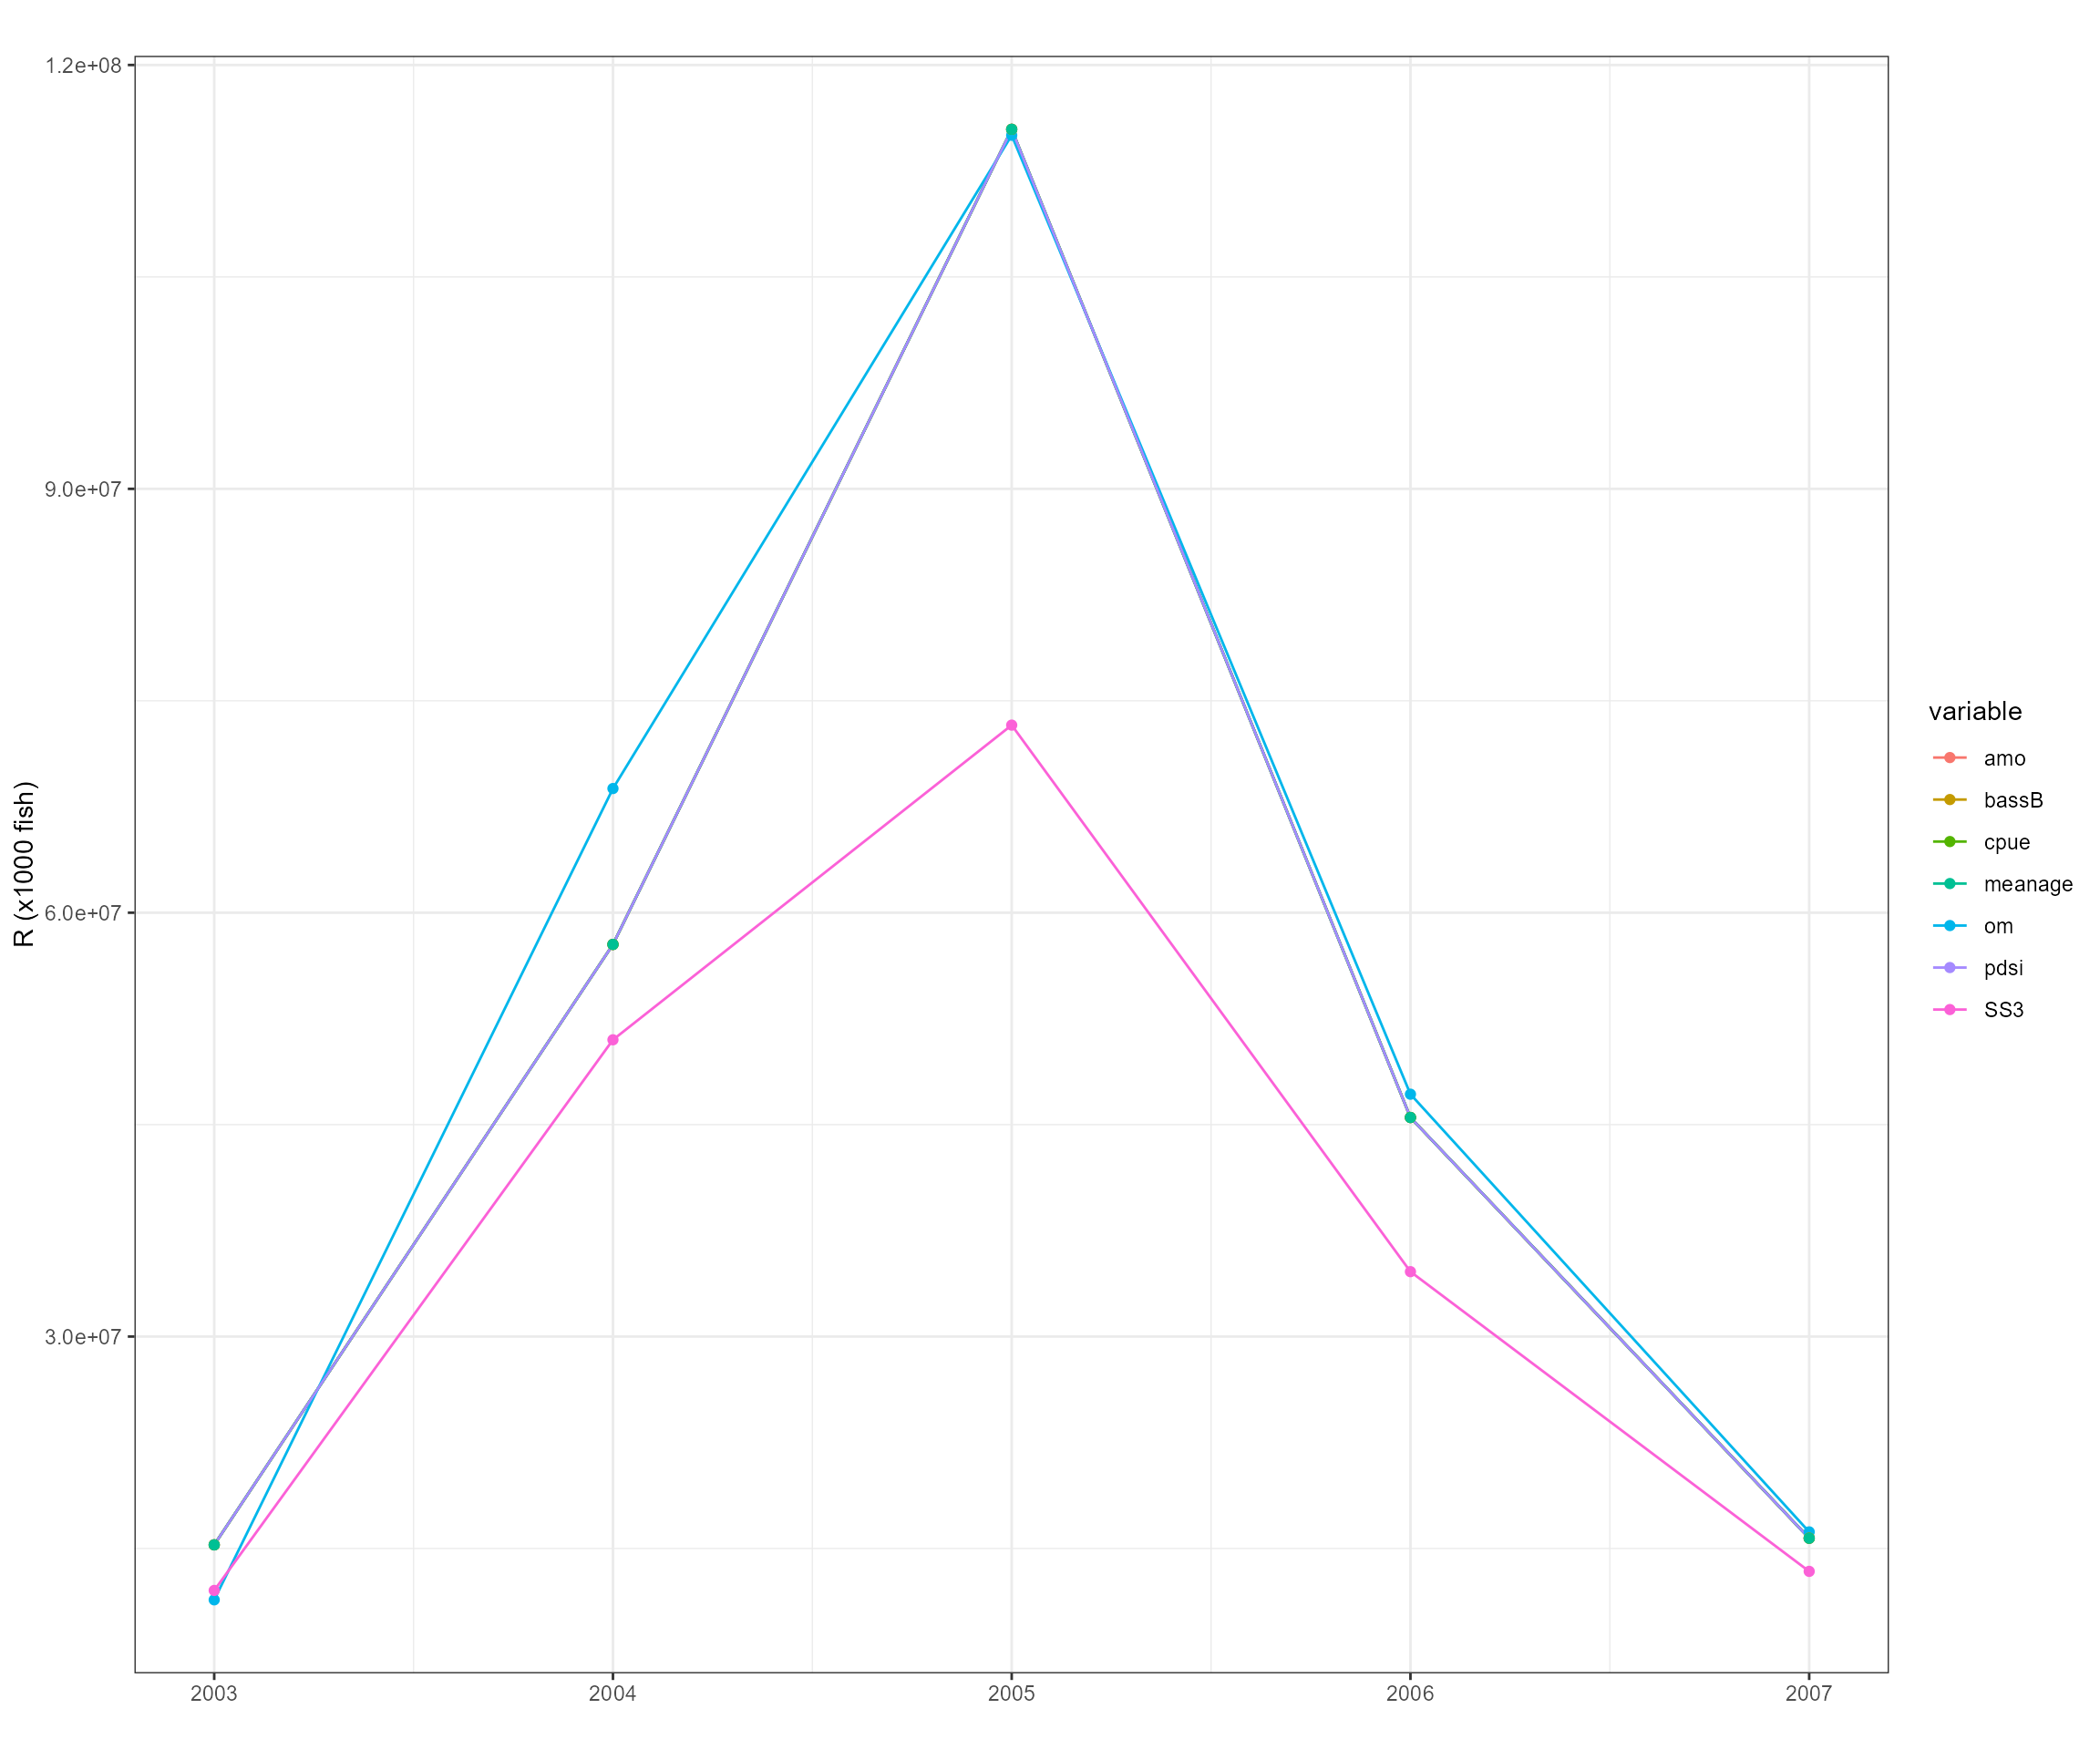 1.2e+08
9.0e+07
6.0e+07
3.0e+07
R (x1000 fish)
2003 2004 2005 2006 2007
variable
amo
bassB
cpue
meanage
om
pdsi
SS3